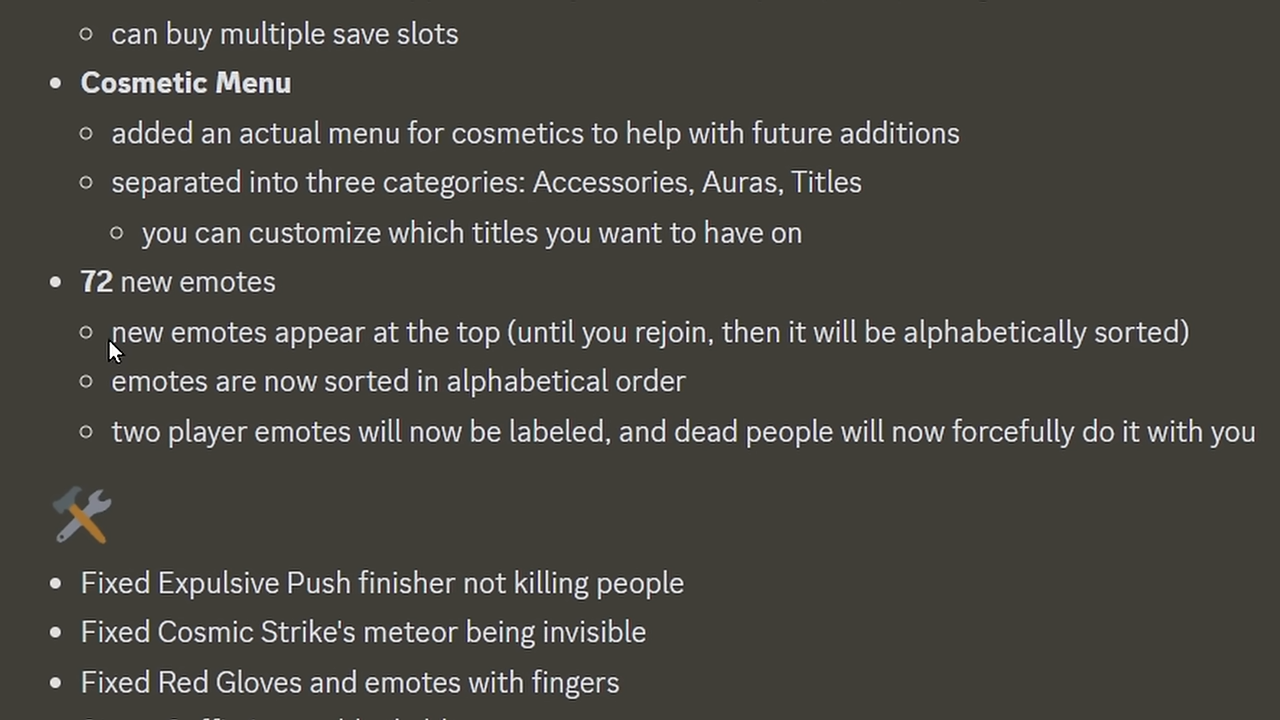 can buy multiple save slots
Cosmetic Menu
added an actual menu for cosmetics to help with future additions
separated into three categories: Accessories, Auras, Titles
you can customize which titles you want to have on
72 new emotes
new emotes appear at the top (until you rejoin, then it will be alphabetically sorted)
emotes are now sorted in alphabetical order
two player emotes will now be labeled, and dead people will now forcefully do it with you
Fixed Expulsive Push finisher not killing people
Fixed Cosmic Strike's meteor being invisible
Fixed Red Gloves and emotes with fingers